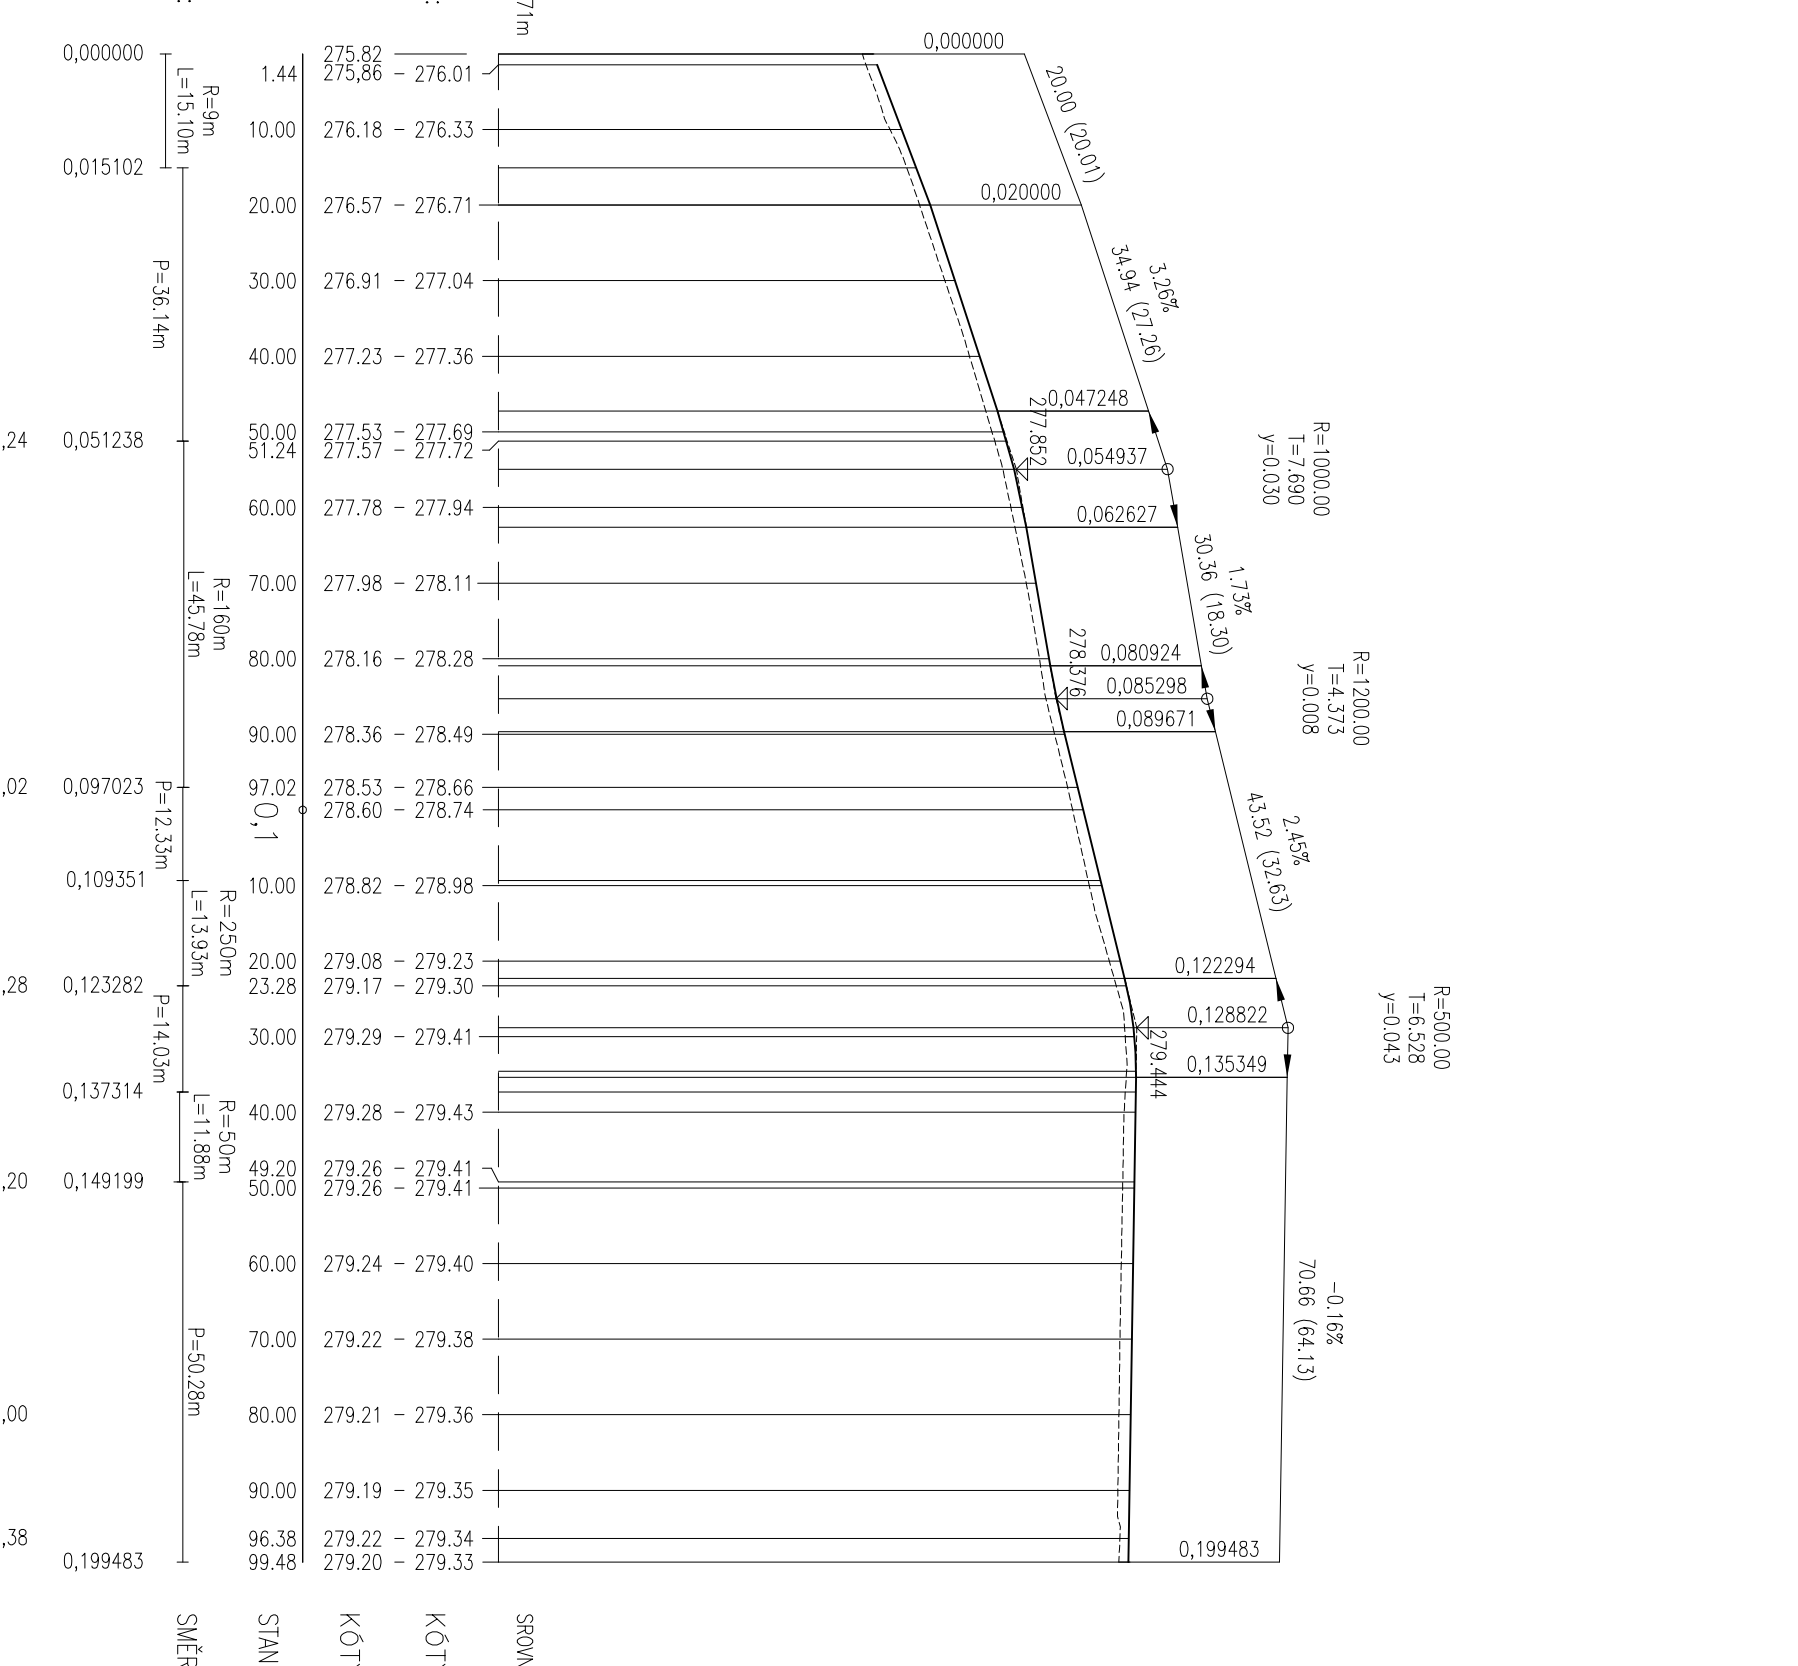 71m
0,000000
0,000000
275.82
1.44 275,86 – 276.01
20.00 (20.01)
R=9m
L=15.10m
10.00 276.18 – 276.33
0,015102
20.00 276.57 – 276.71
0,020000
3.26%
34.94 (27.26)
P=36.14m
30.00 276.91 – 277.04
40.00 277.23 – 277.36
0,047248
277.852
R=1000.00
T=7.690
y=0.030
50.00 277.53 – 277.69
,24 0,051238
51.24 277.57 – 277.72
0,054937
60.00 277.78 – 277.94
0,062627
1.73%
30.36 (18.30)
R=160m
L=45.78m
70.00 277.98 – 278.11
80.00 278.16 – 278.28
0,080924
278.376
0,085298
R=1200.00
T=4.373
y=0.008
0,089671
90.00 278.36 – 278.49
,02 0,097023
97.02 278.53 – 278.66
0,1
278.60 – 278.74
P=12.33m
2.45%
43.52 (32.63)
0,109351
10.00 278.82 – 278.98
R=250m
L=13.93m
20.00 279.08 – 279.23
0,122294
,28 0,123282
23.28 279.17 – 279.30
P=14.03m
0,128822
279.444
R=500.00
T=6.528
y=0.043
30.00 279.29 – 279.41
0,135349
0,137314
40.00 279.28 – 279.43
R=50m
L=11.88m
49.20 279.26 – 279.41
,20 0,149199
50.00 279.26 – 279.41
60.00 279.24 – 279.40
-0.16%
70.66 (64.13)
70.00 279.22 – 279.38
P=50.28m
,00
80.00 279.21 – 279.36
90.00 279.19 – 279.35
,38
96.38 279.22 – 279.34
0,199483
0,199483
99.48 279.20 – 279.33
SROVN
KÓT
KÓT
STAN
SMĚR